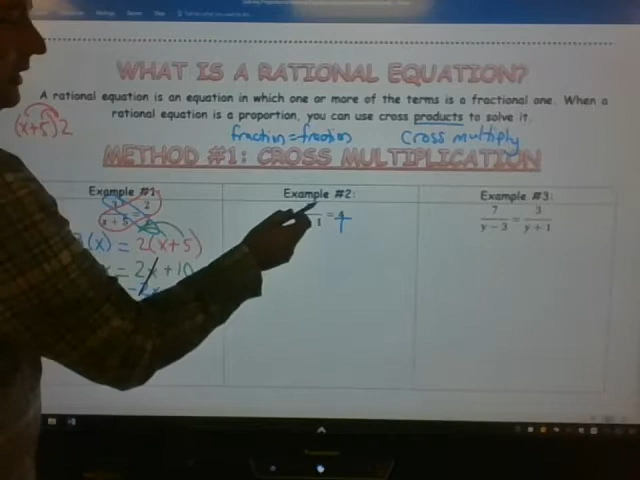 WHAT IS A RATIONAL EQUATION?
A rational equation is an equation in which one or more of the terms is a fractional one. When a
rational equation is a proportion, you can use cross products to solve it.
(x+5)2
fraction=fraction cross multiply
METHOD #1: CROSS MULTIPLICATION
Example #1 Example #2: Example #3:
2
x + 5
(x) = 2(x+5)
= 2x + 10
1 = 4/1
7/(y - 3) = 3/(y + 1)